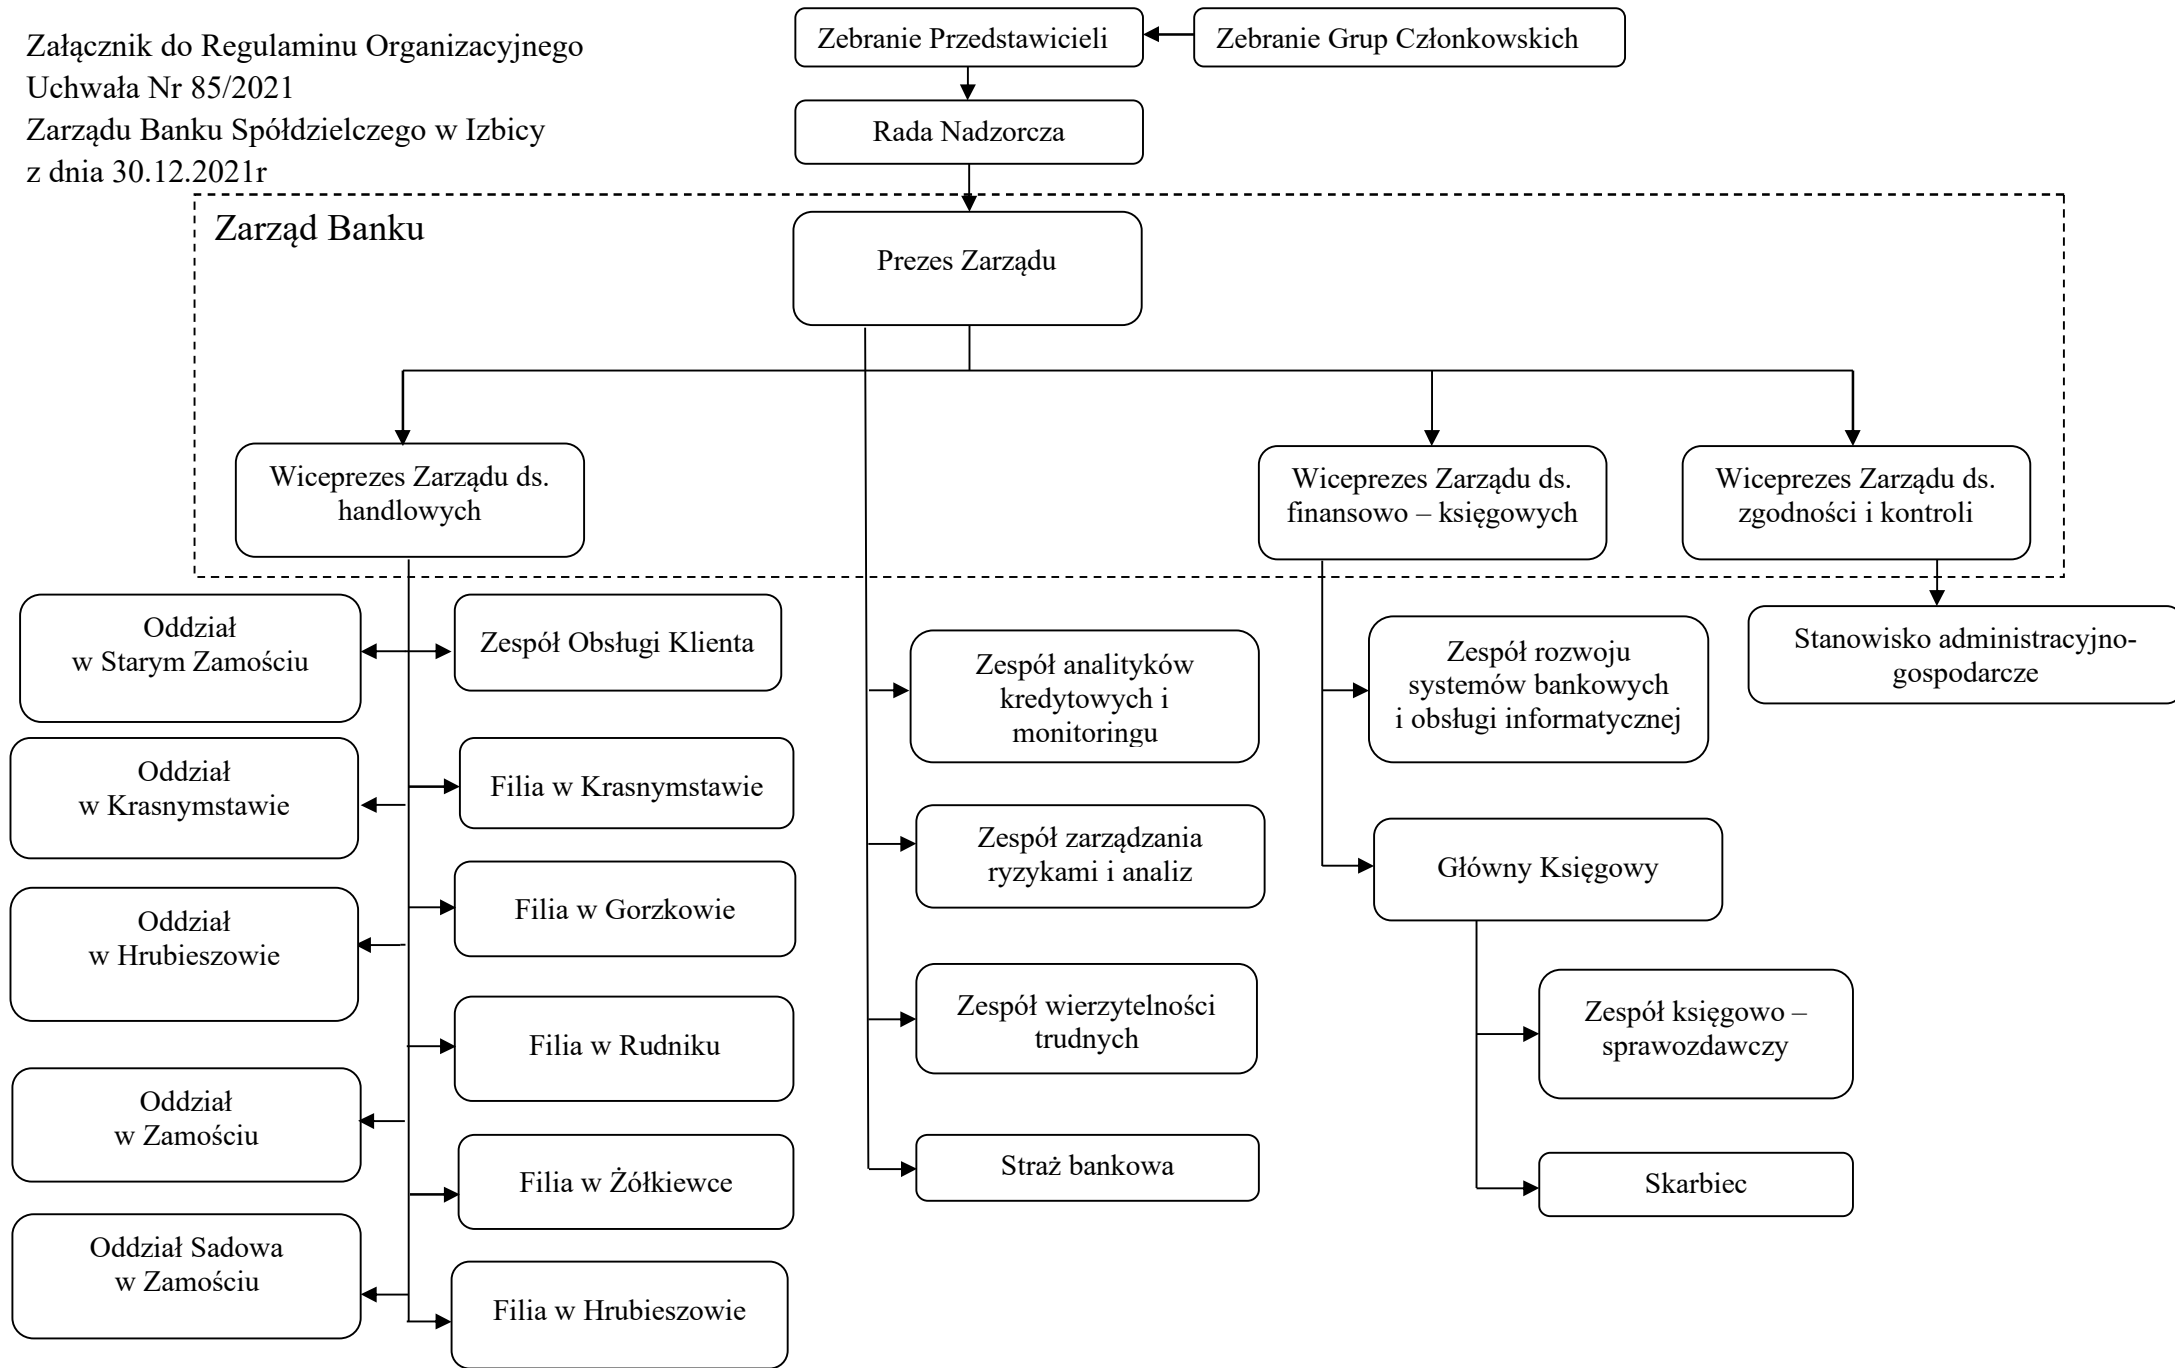 Załącznik do Regulaminu Organizacyjnego
Uchwała Nr 85/2021
Zarządu Banku Spółdzielczego w Izbicy
z dnia 30.12.2021r
Zebranie Przedstawicieli
Zebranie Grup Członkowskich
Rada Nadzorcza
Zarząd Banku
Prezes Zarządu
Wiceprezes Zarządu ds.
handlowych
Wiceprezes Zarządu ds.
finansowo – księgowych
Wiceprezes Zarządu ds.
zgodności i kontroli
Oddział
w Starym Zamościu
Oddział
w Krasnymstawie
Oddział
w Hrubieszowie
Oddział
w Zamościu
Oddział Sadowa
w Zamościu
Zespół Obsługi Klienta
Filia w Krasnymstawie
Filia w Gorzkowie
Filia w Rudniku
Filia w Żółkiewce
Filia w Hrubieszowie
Zespół analityków
kredytowych i
monitoringu
Zespół zarządzania
ryzykami i analiz
Zespół wierzytelności
trudnych
Straż bankowa
Zespół rozwoju
systemów bankowych
i obsługi informatycznej
Główny Księgowy
Zespół księgowo –
sprawozdawczy
Skarbiec
Stanowisko administracyjno-
gospodarcze